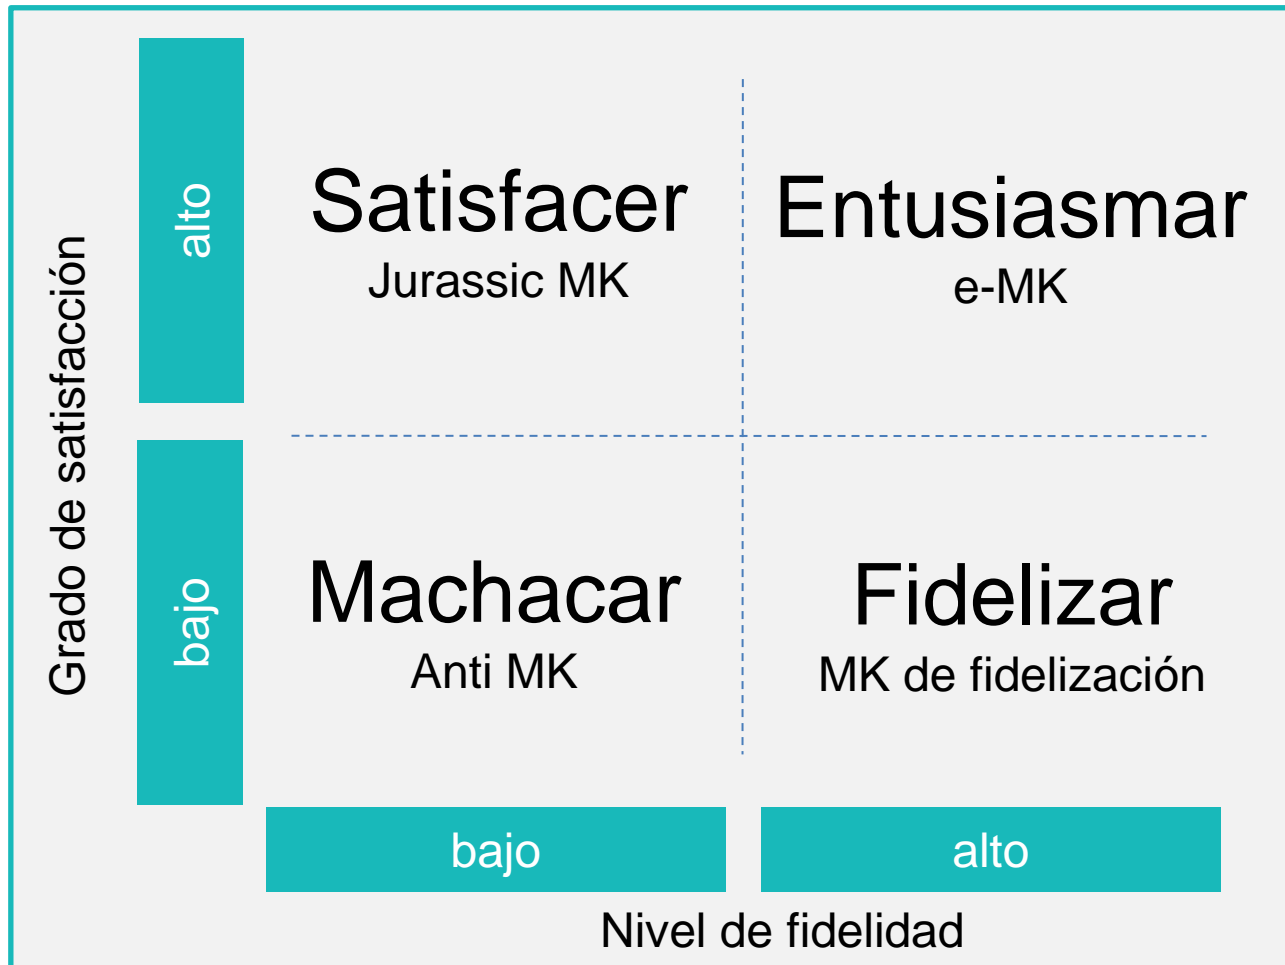 Grado de satisfacción
alto
Satisfacer
Jurassic MK
Entusiasmar
e-MK
bajo
Machacar
Anti MK
Fidelizar
MK de fidelización
bajo
alto
Nivel de fidelidad